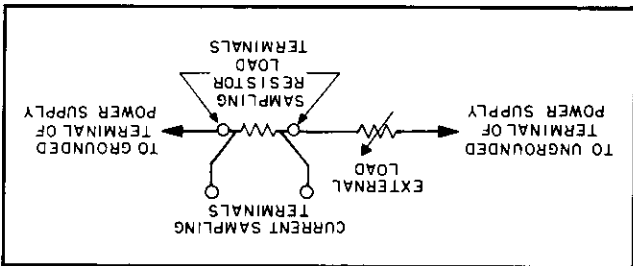 CURRENT SAMPLING
TERMINALS
EXTERNAL
LOAD
TO UNGROUNDED
TERMINAL OF
POWER SUPPLY
TO GROUNDED
TERMINAL OF
POWER SUPPLY
SAMPLING
RESISTOR
LOAD
TERMINALS